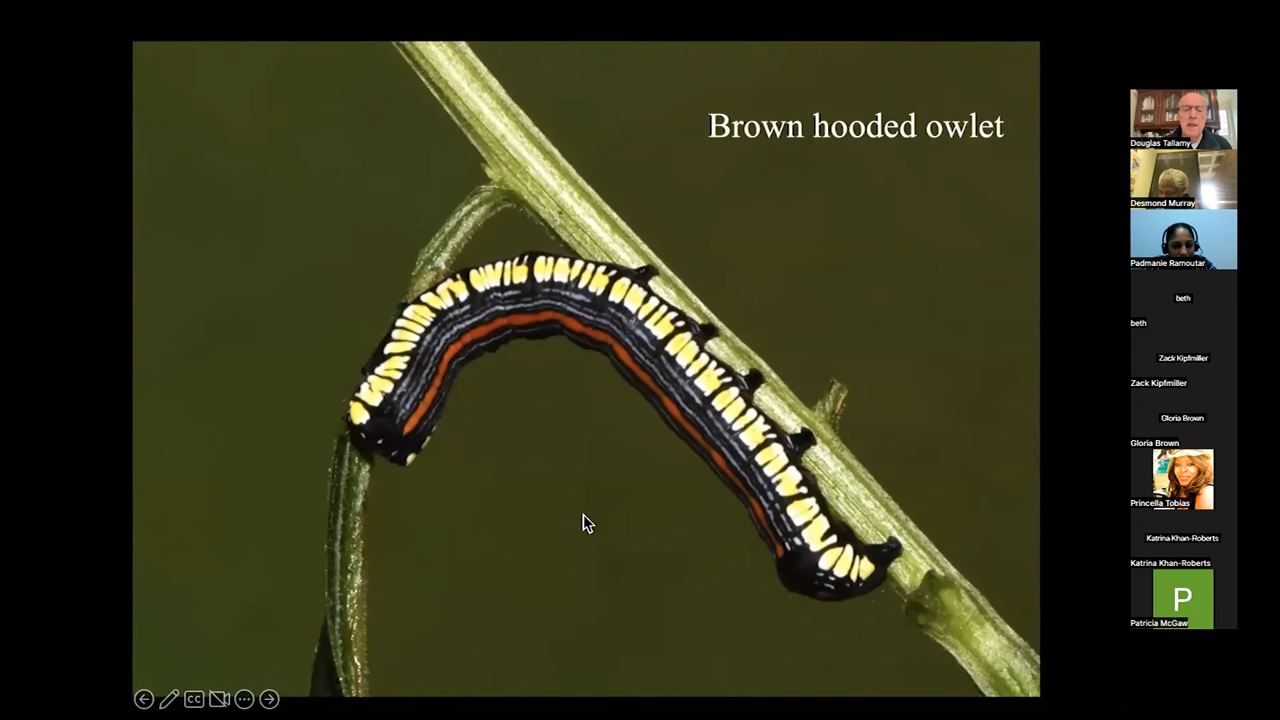 Brown hooded owlet
Douglas Tallamy
Desmond Murray
Padmanie Ramoutar
beth
beth
Zack Kipfmiller
Zack Kipfmiller
Gloria Brown
Gloria Brown
Princella Tobias
Katrina Khan-Roberts
Katrina Khan-Roberts
P
Patricia McGaw
CC